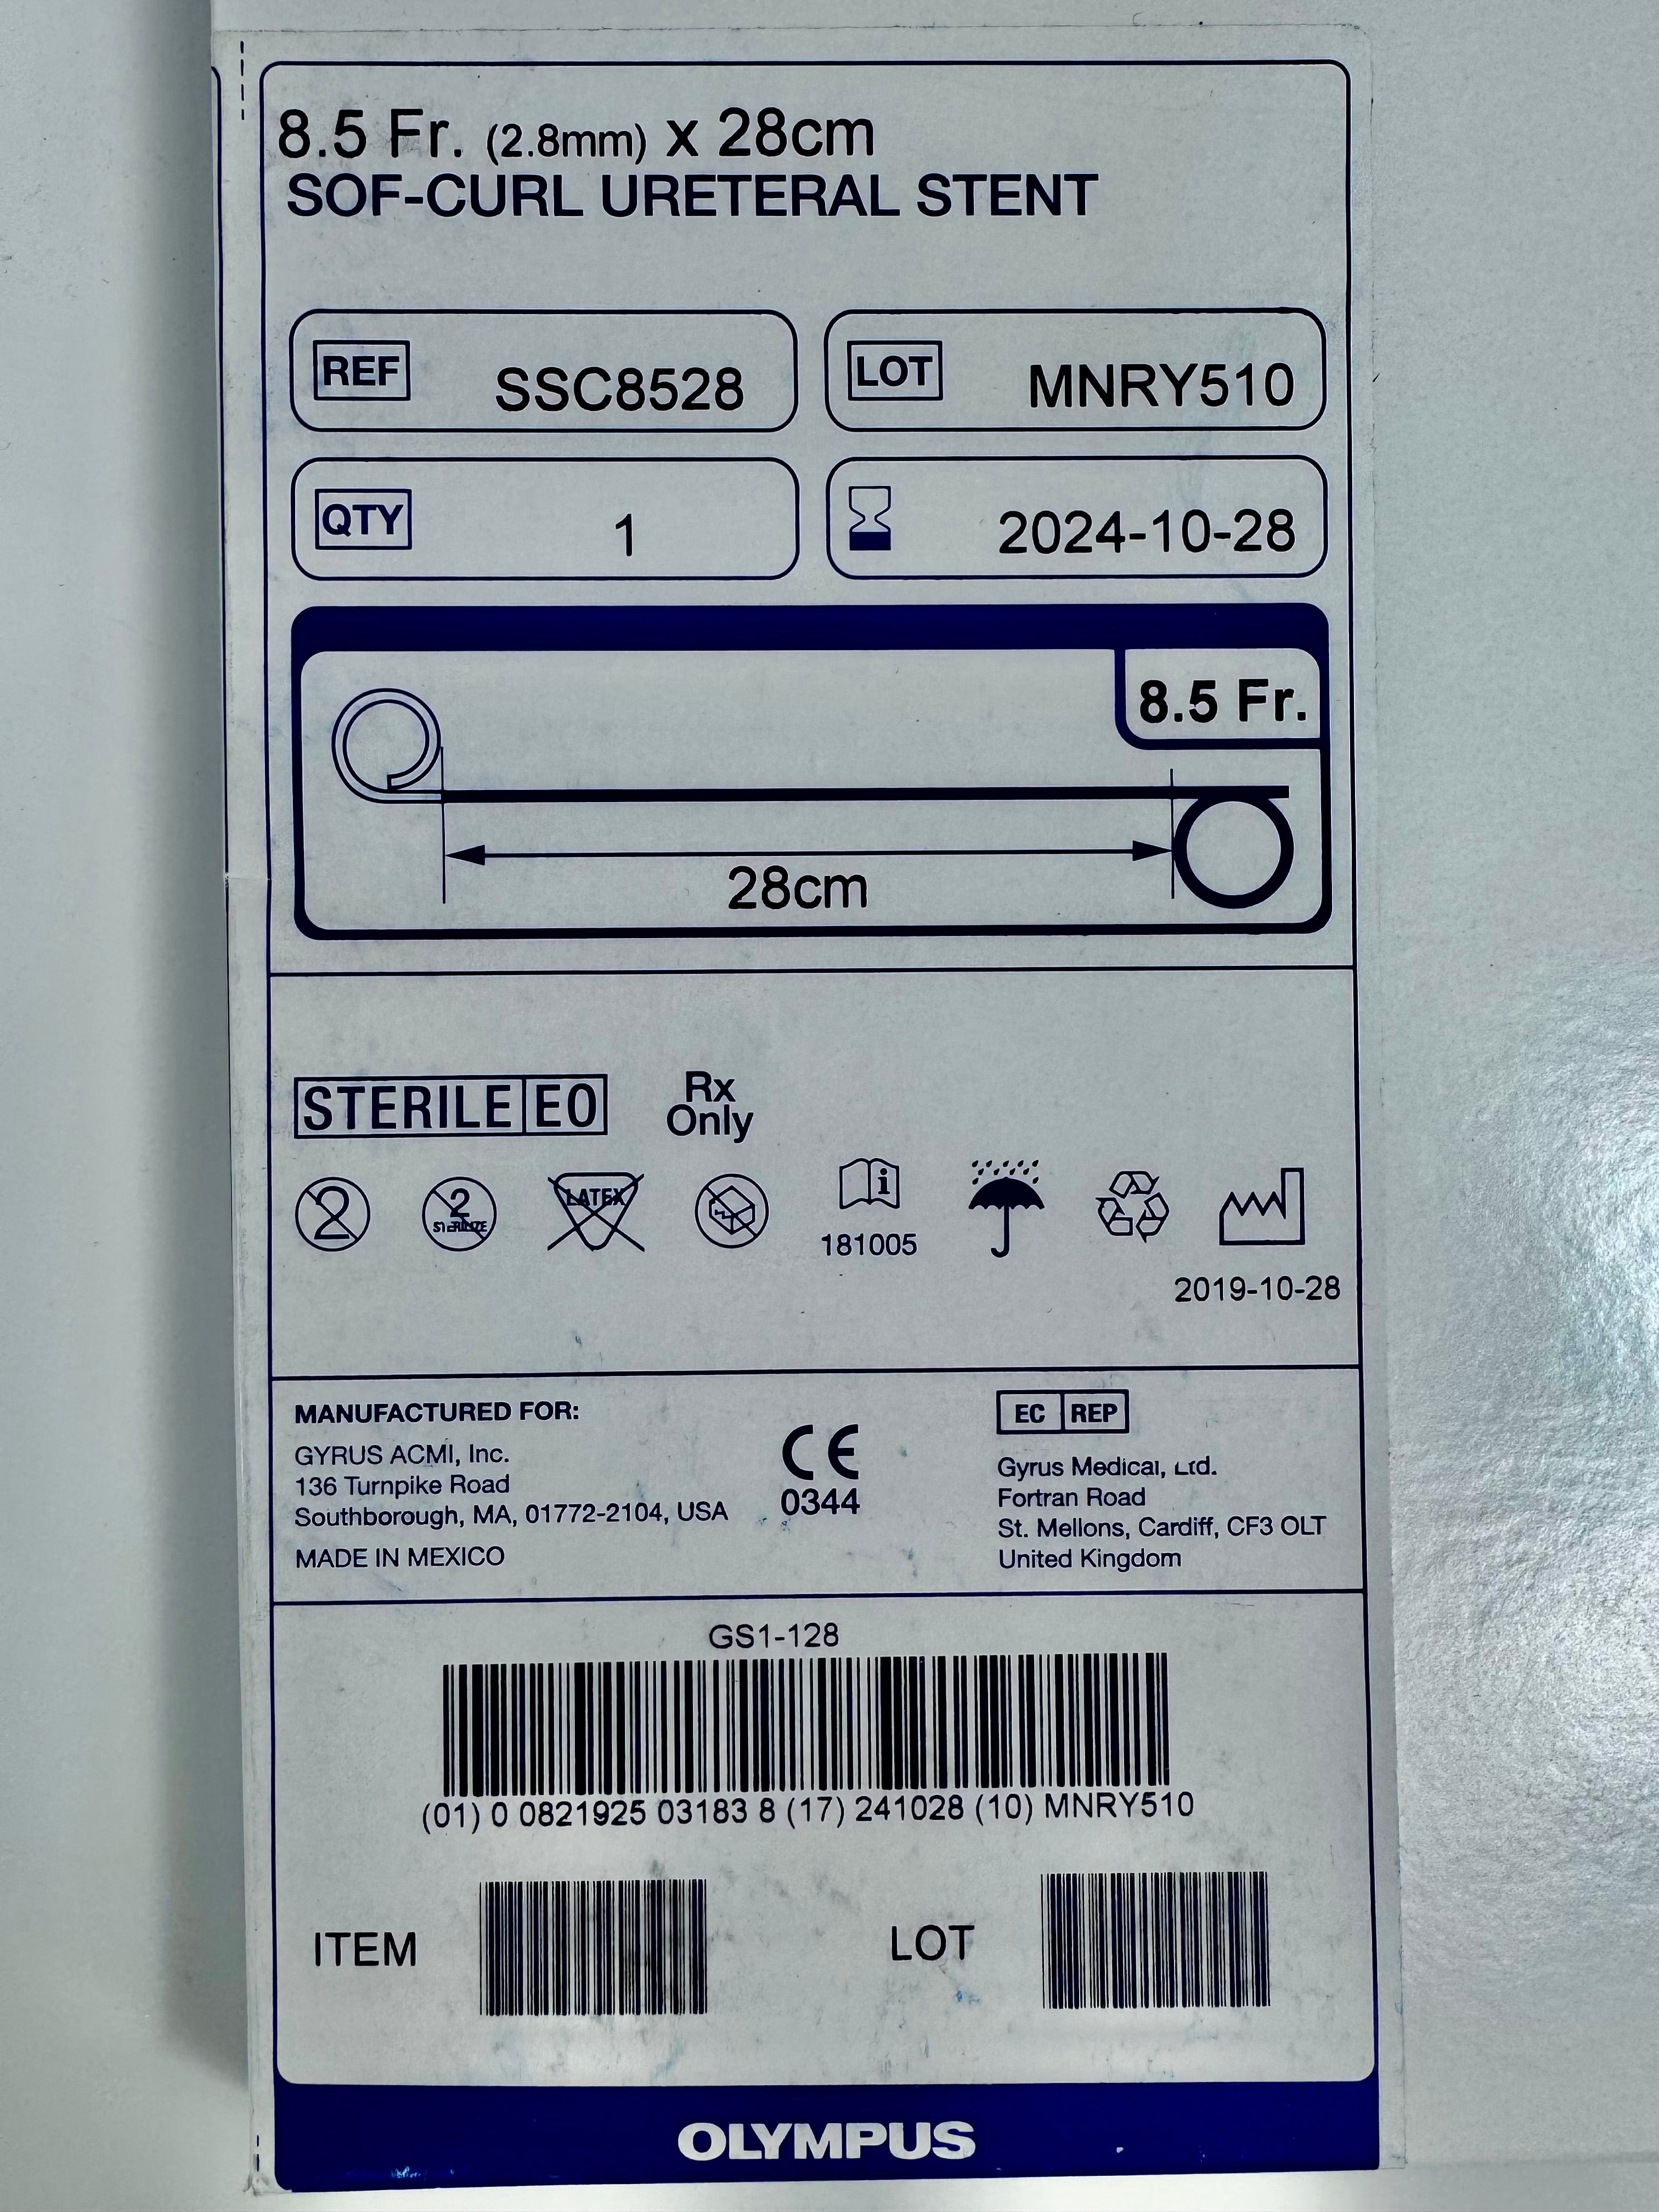 8.5 Fr. (2.8mm) x 28cm
SOF-CURL URETERAL STENT
REF SSC8528
LOT MNRY510
QTY 1
2024-10-28
8.5 Fr.
28cm
STERILE EO
Rx
Only
2
2
STERILIZE
LATEX
i
181005
2019-10-28
MANUFACTURED FOR:
GYRUS ACMI, Inc.
136 Turnpike Road
Southborough, MA, 01772-2104, USA
MADE IN MEXICO
CE
0344
EC REP
Gyrus Medical, Ltd.
Fortran Road
St. Mellons, Cardiff, CF3 OLT
United Kingdom
GS1-128
(01) 0 0821925 03183 8 (17) 241028 (10) MNRY510
ITEM
LOT
OLYMPUS